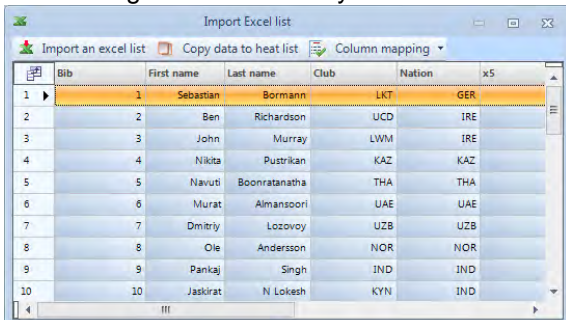 Import Excel list
Import an excel list Copy data to heat list Column mapping
Bib First name Last name Club Nation x5
1 1 Sebastian Bormann LKT GER
2 2 Ben Richardson UCD IRE
3 3 John Murray LWM IRE
4 4 Nikita Pustrikan KAZ KAZ
5 5 Navuti Boonratanatha THA THA
6 6 Murat Almansoori UAE UAE
7 7 Dmitriy Lozovoy UZB UZB
8 8 Ole Andersson NOR NOR
9 9 Pankaj Singh IND IND
10 10 Jaskirat N Lokesh KYN IND